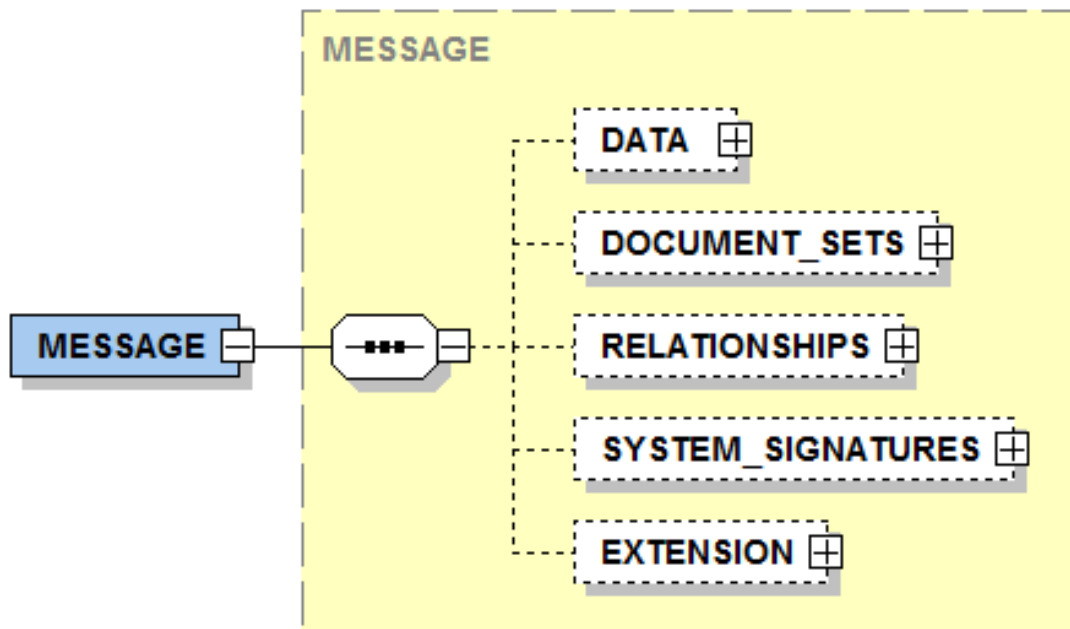 MESSAGE
DATA
DOCUMENT_SETS
MESSAGE
RELATIONSHIPS
SYSTEM_SIGNATURES
EXTENSION